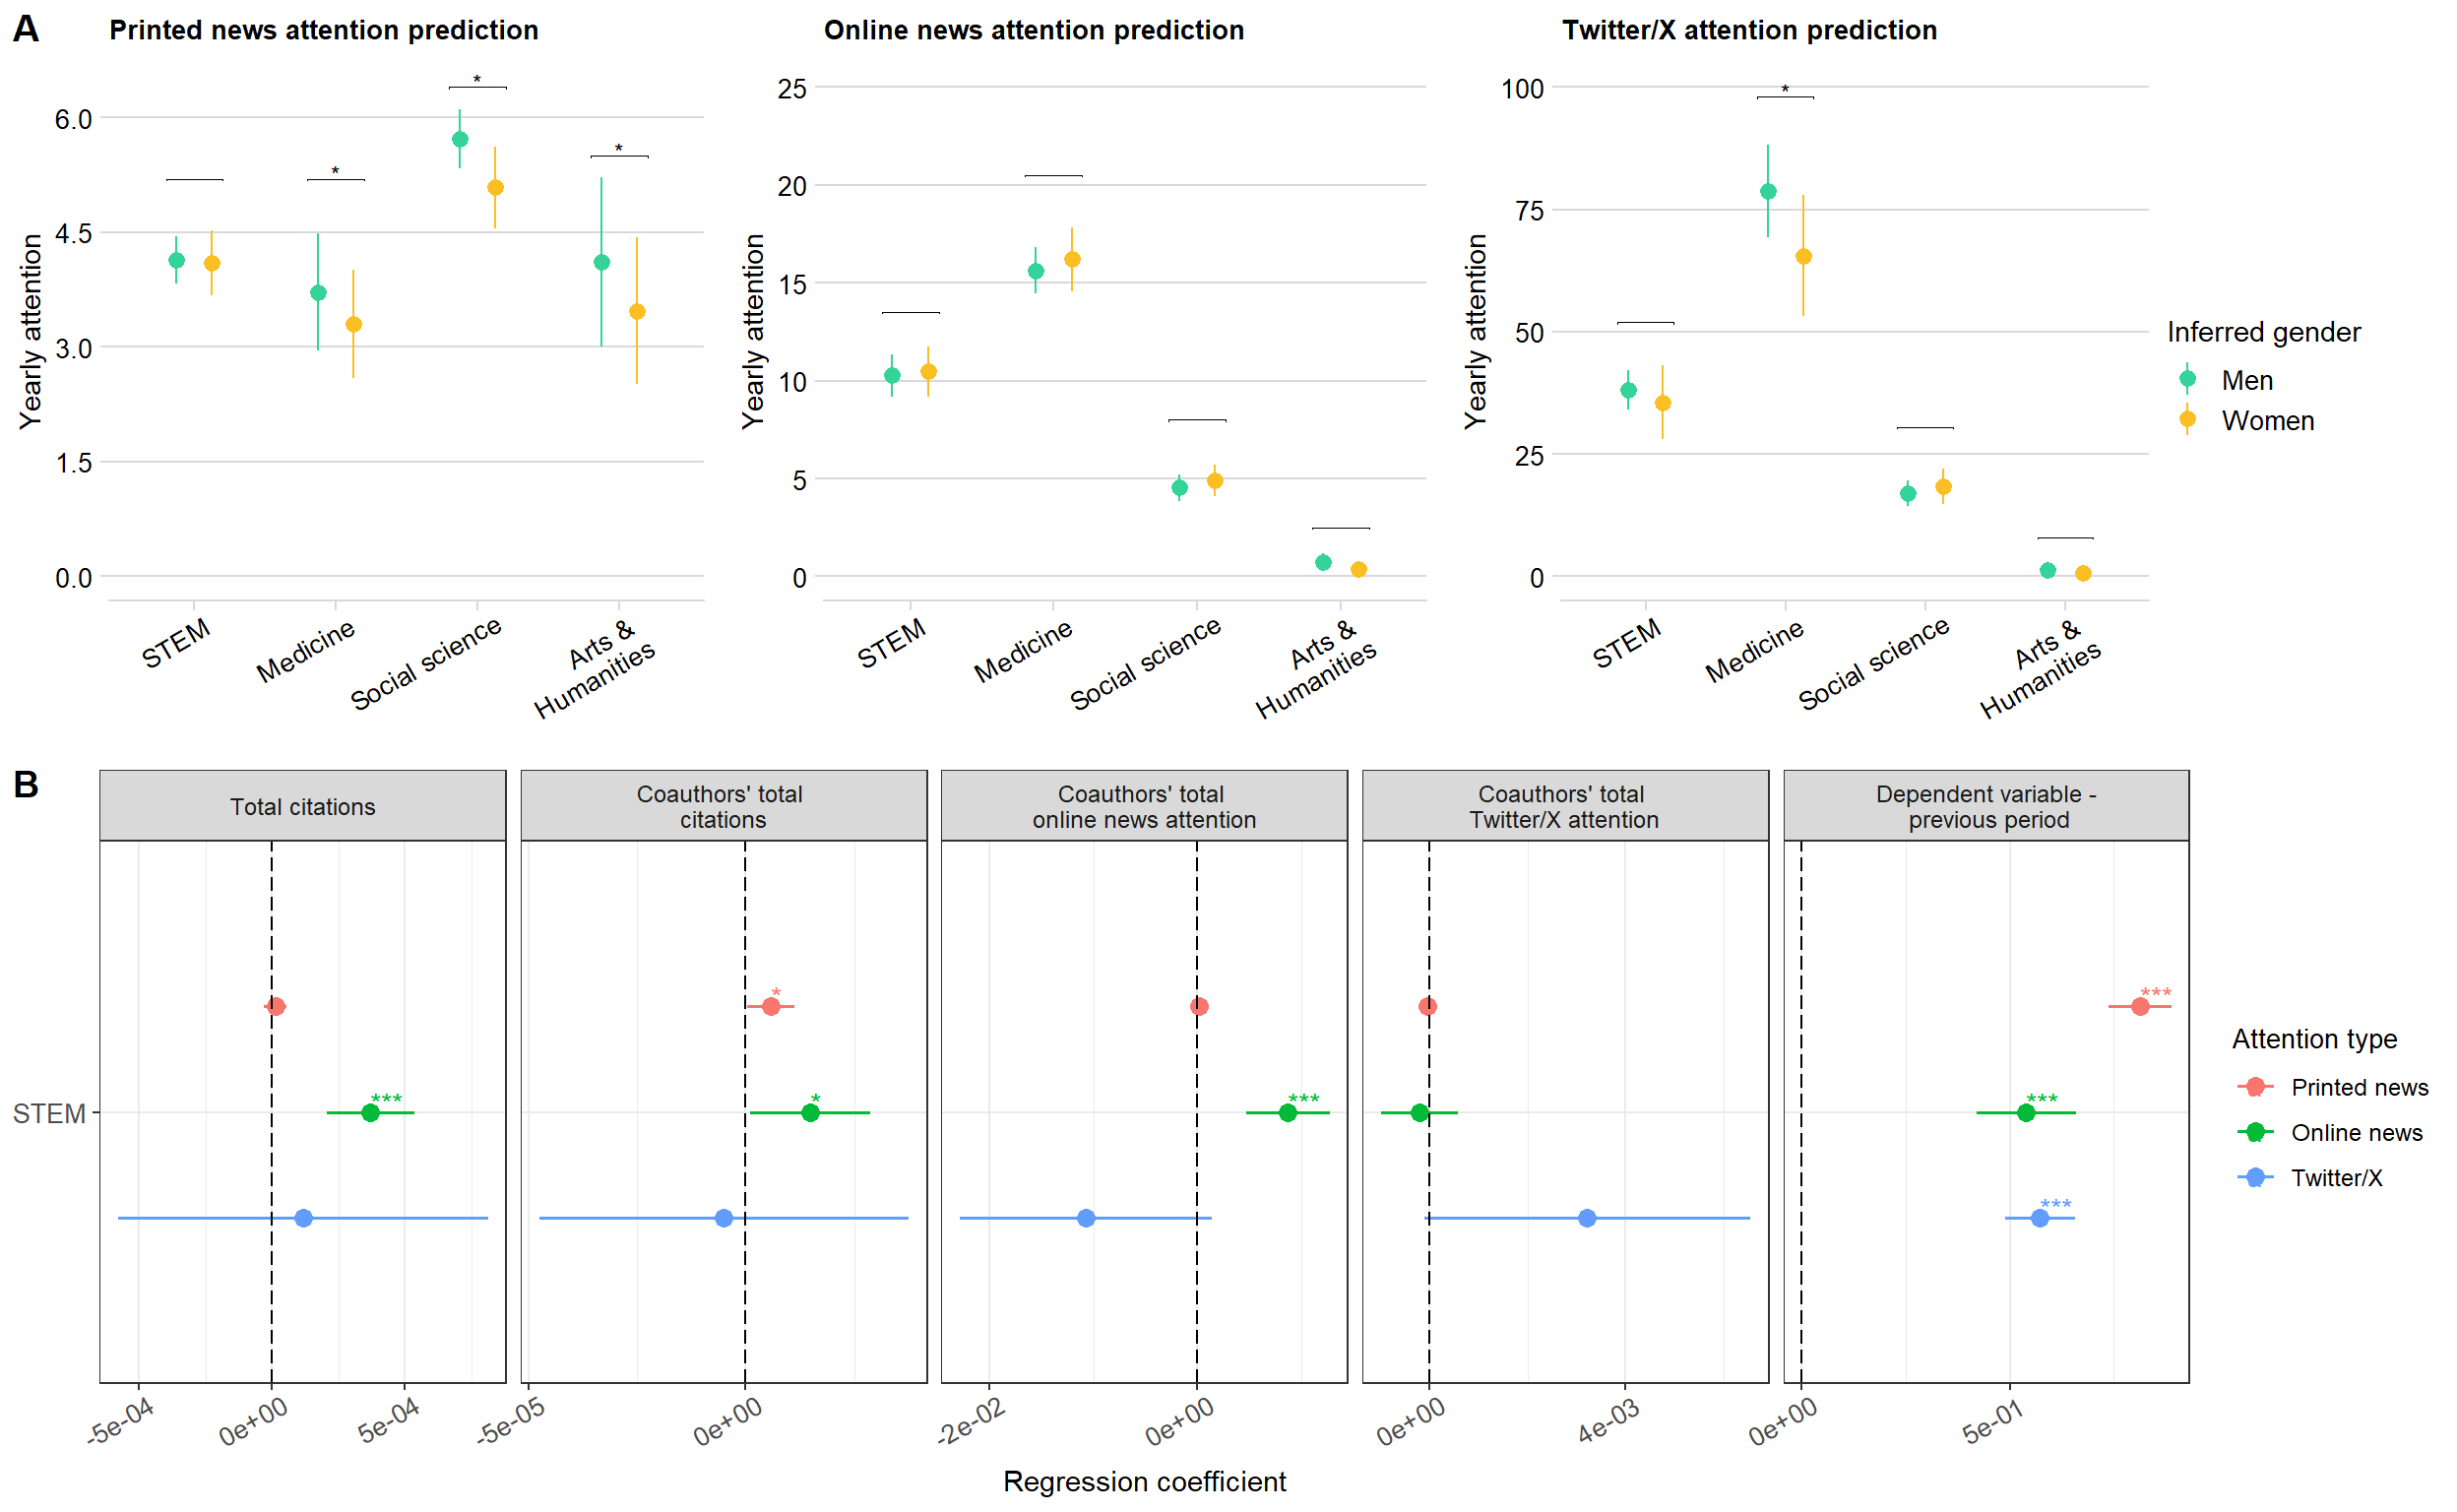 A
Printed news attention prediction
Online news attention prediction
Twitter/X attention prediction
Yearly attention
6.0
4.5
3.0
1.5
0.0
*
*
*
STEM
Medicine
Social science
Arts &
Humanities
Yearly attention
25
20
15
10
5
0
STEM
Medicine
Social science
Arts &
Humanities
Yearly attention
100
75
50
25
0
*
STEM
Medicine
Social science
Arts &
Humanities
Inferred gender
Men
Women
B
Total citations
Coauthors' total
citations
Coauthors' total
online news attention
Coauthors' total
Twitter/X attention
Dependent variable -
previous period
STEM
***
*
*
***
***
***
***
-5e-04
0e+00
5e-04
-5e-05
0e+00
-2e-02
0e+00
0e+00
4e-03
0e+00
5e-01
Regression coefficient
Attention type
Printed news
Online news
Twitter/X